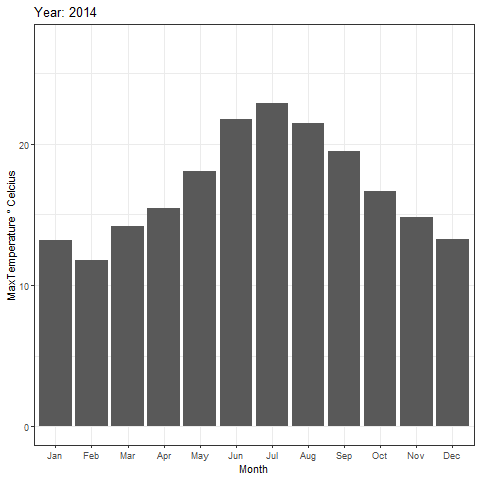 Year: 2014
20
10
0
MaxTemperature ° Celcius
Jan Feb Mar Apr May Jun Jul Aug Sep Oct Nov Dec
Month